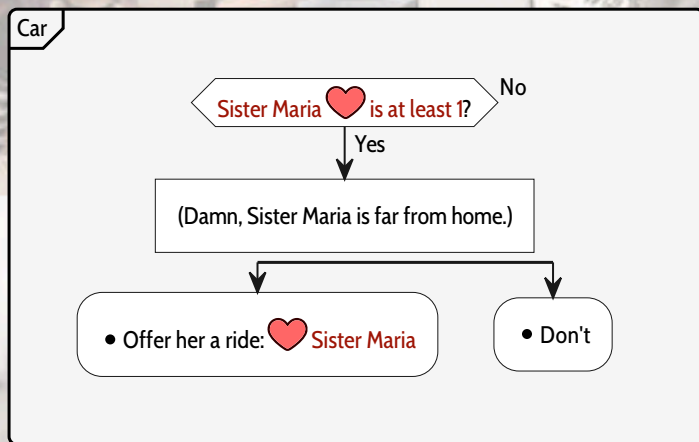 Car
Sister Maria ❤ is at least 1?
No
Yes
(Damn, Sister Maria is far from home.)
• Offer her a ride: ❤ Sister Maria
• Don't